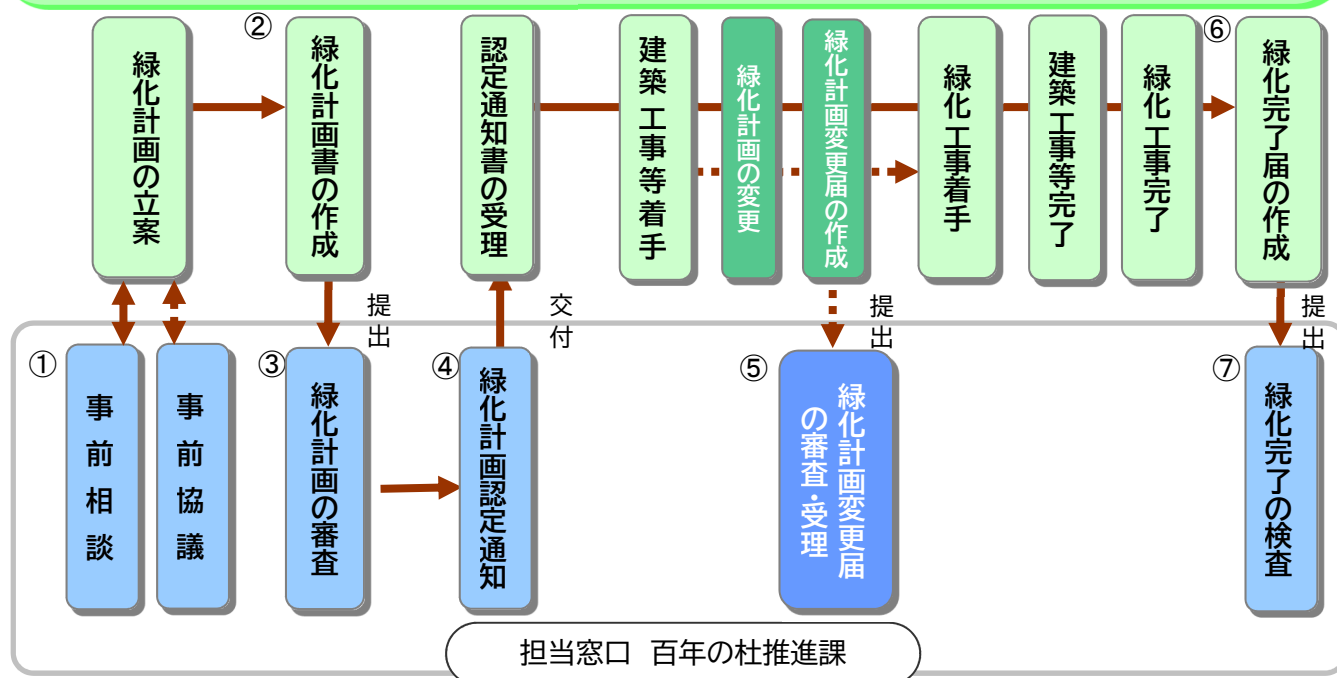 緑化計画の立案
②
緑化計画書の作成
認定通知書の受理
建築工事等着手
緑化計画の変更
緑化計画変更届の作成
緑化工事着手
建築工事等完了
緑化工事完了
⑥
緑化完了届の作成
提出
交付
提出
提出
①
事前相談
事前協議
③
緑化計画の審査
④
緑化計画認定通知
⑤
緑化計画変更届
の審査・受理
⑦
緑化完了の検査
担当窓口 百年の杜推進課